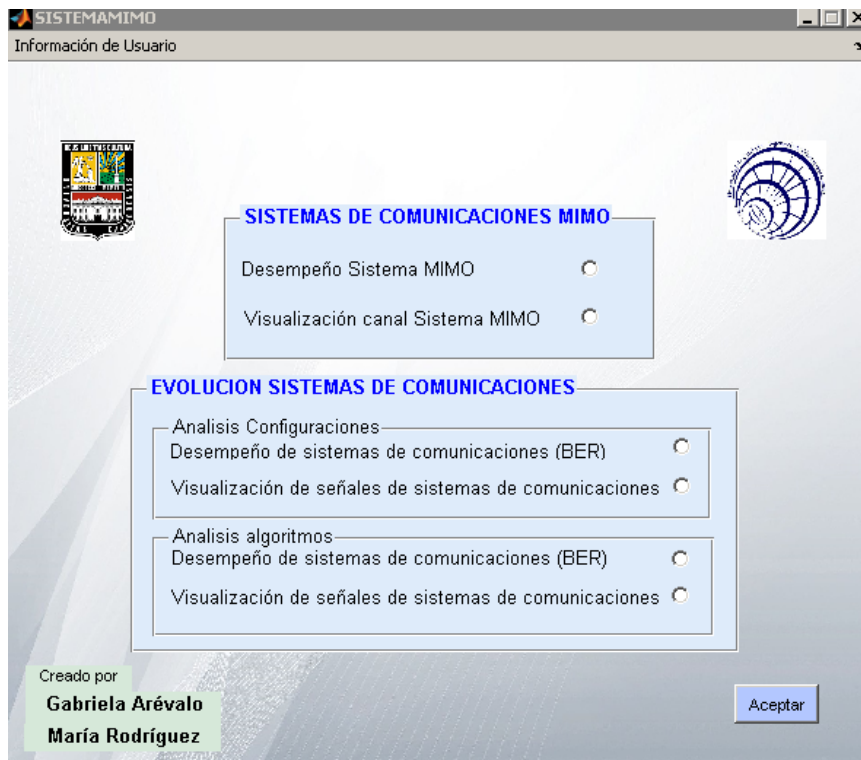 SISTEMAMIMO
Información de Usuario
SISTEMAS DE COMUNICACIONES MIMO
Desempeño Sistema MIMO
Visualización canal Sistema MIMO
EVOLUCION SISTEMAS DE COMUNICACIONES
Analisis Configuraciones
Desempeño de sistemas de comunicaciones (BER)
Visualización de señales de sistemas de comunicaciones
Analisis algoritmos
Desempeño de sistemas de comunicaciones (BER)
Visualización de señales de sistemas de comunicaciones
Creado por
Gabriela Arévalo
María Rodríguez
Aceptar